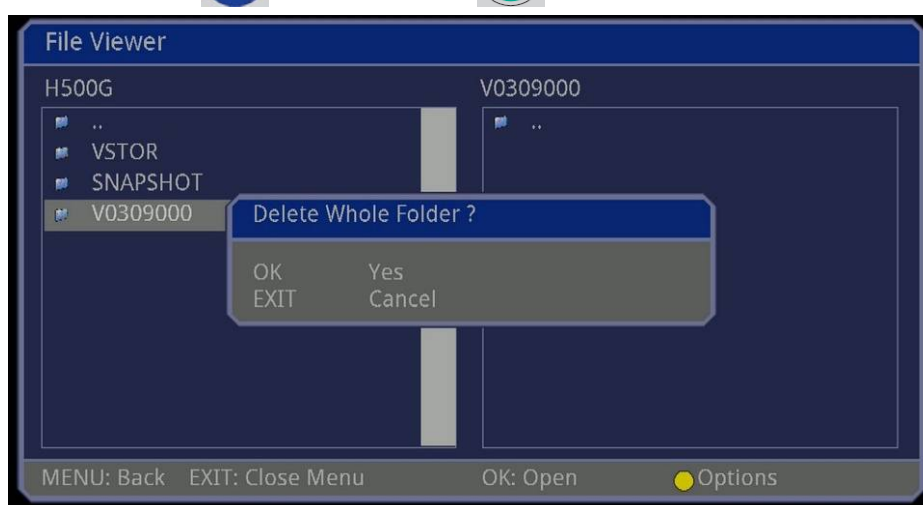 File Viewer
H500G
V0309000
..
VSTOR
SNAPSHOT
V0309000
..
Delete Whole Folder ?
OK Yes
EXIT Cancel
MENU: Back EXIT: Close Menu OK: Open Options